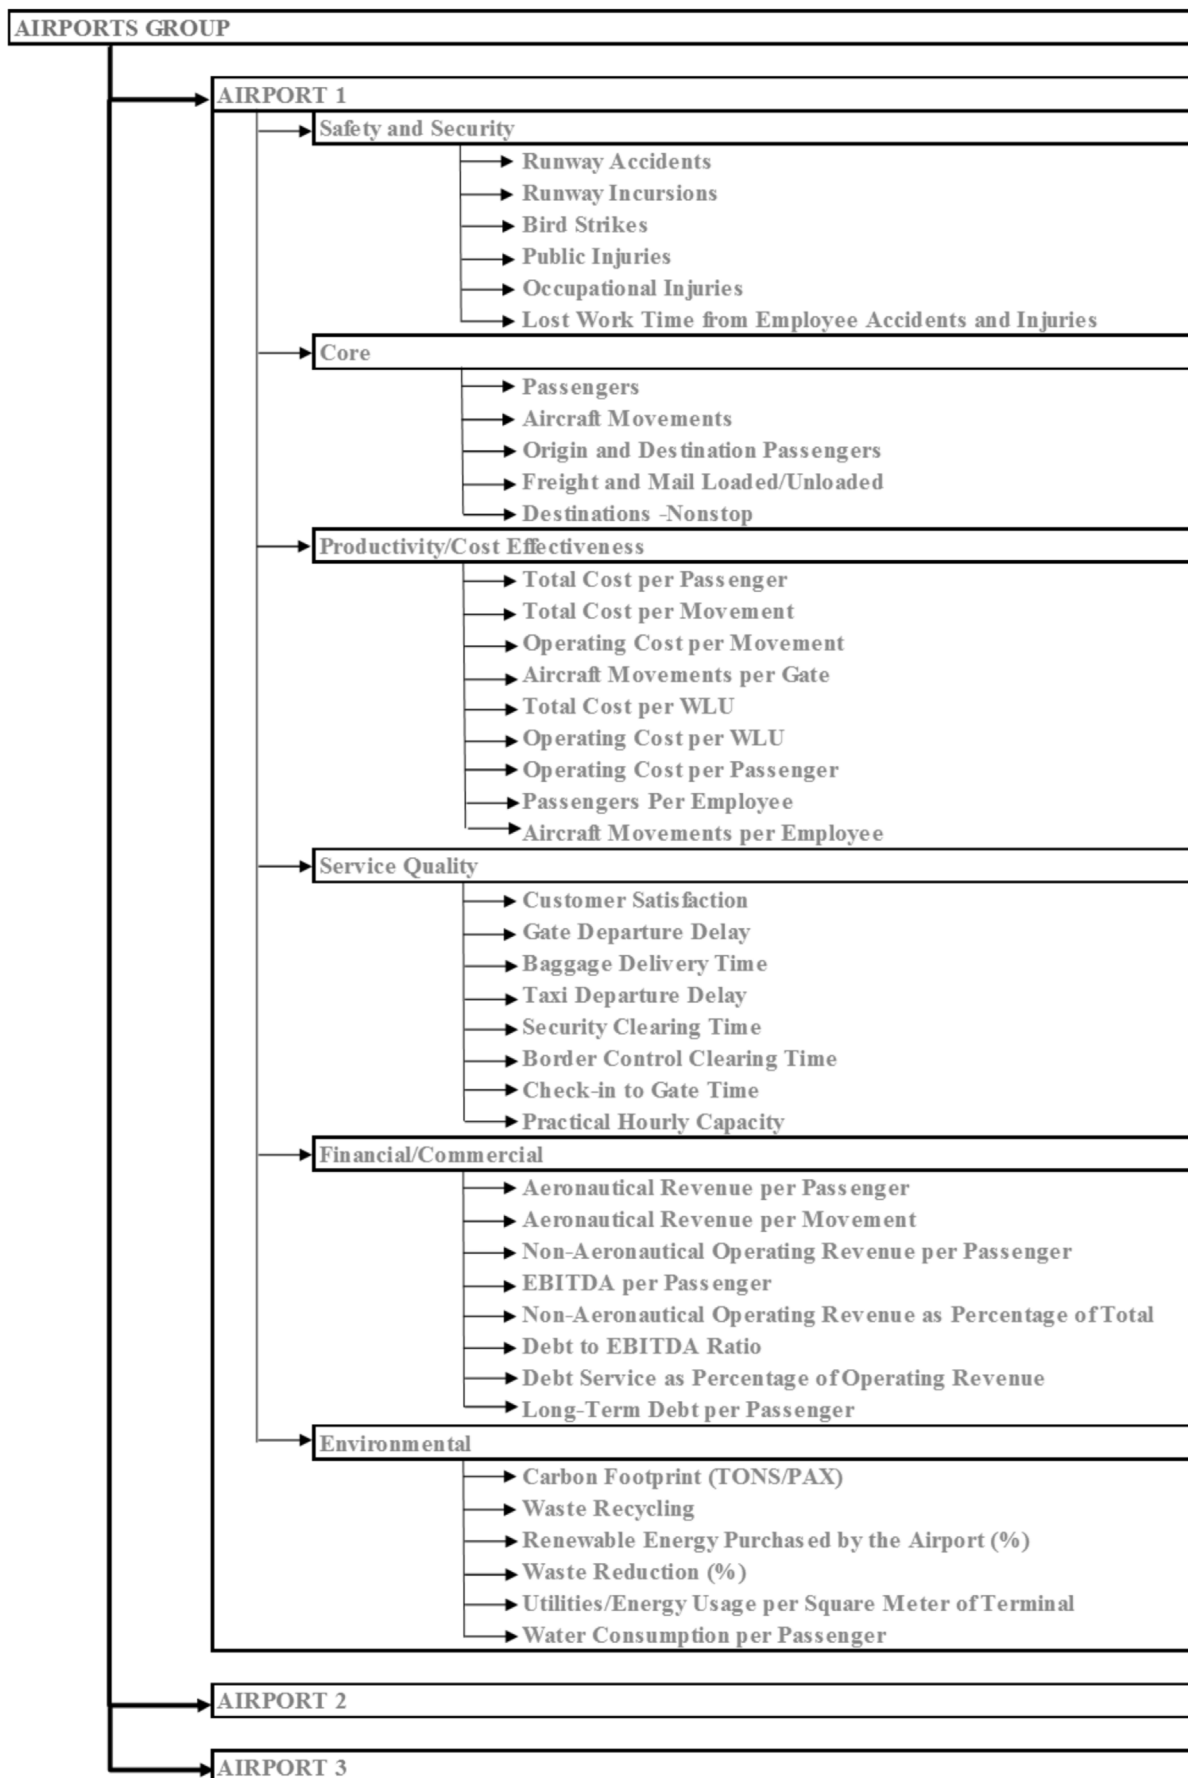 AIRPORTS GROUP
AIRPORT 1
Safety and Security
Runway Accidents
Runway Incursions
Bird Strikes
Public Injuries
Occupational Injuries
Lost Work Time from Employee Accidents and Injuries
Core
Passengers
Aircraft Movements
Origin and Destination Passengers
Freight and Mail Loaded/Unloaded
Destinations -Nonstop
Productivity/Cost Effectiveness
Total Cost per Passenger
Total Cost per Movement
Operating Cost per Movement
Aircraft Movements per Gate
Total Cost per WLU
Operating Cost per WLU
Operating Cost per Passenger
Passengers Per Employee
Aircraft Movements per Employee
Service Quality
Customer Satisfaction
Gate Departure Delay
Baggage Delivery Time
Taxi Departure Delay
Security Clearing Time
Border Control Clearing Time
Check-in to Gate Time
Practical Hourly Capacity
Financial/Commercial
Aeronautical Revenue per Passenger
Aeronautical Revenue per Movement
Non-Aeronautical Operating Revenue per Passenger
EBITDA per Passenger
Non-Aeronautical Operating Revenue as Percentage of Total
Debt to EBITDA Ratio
Debt Service as Percentage of Operating Revenue
Long-Term Debt per Passenger
Environmental
Carbon Footprint (TONS/PAX)
Waste Recycling
Renewable Energy Purchased by the Airport (%)
Waste Reduction (%)
Utilities/Energy Usage per Square Meter of Terminal
Water Consumption per Passenger
AIRPORT 2
AIRPORT 3